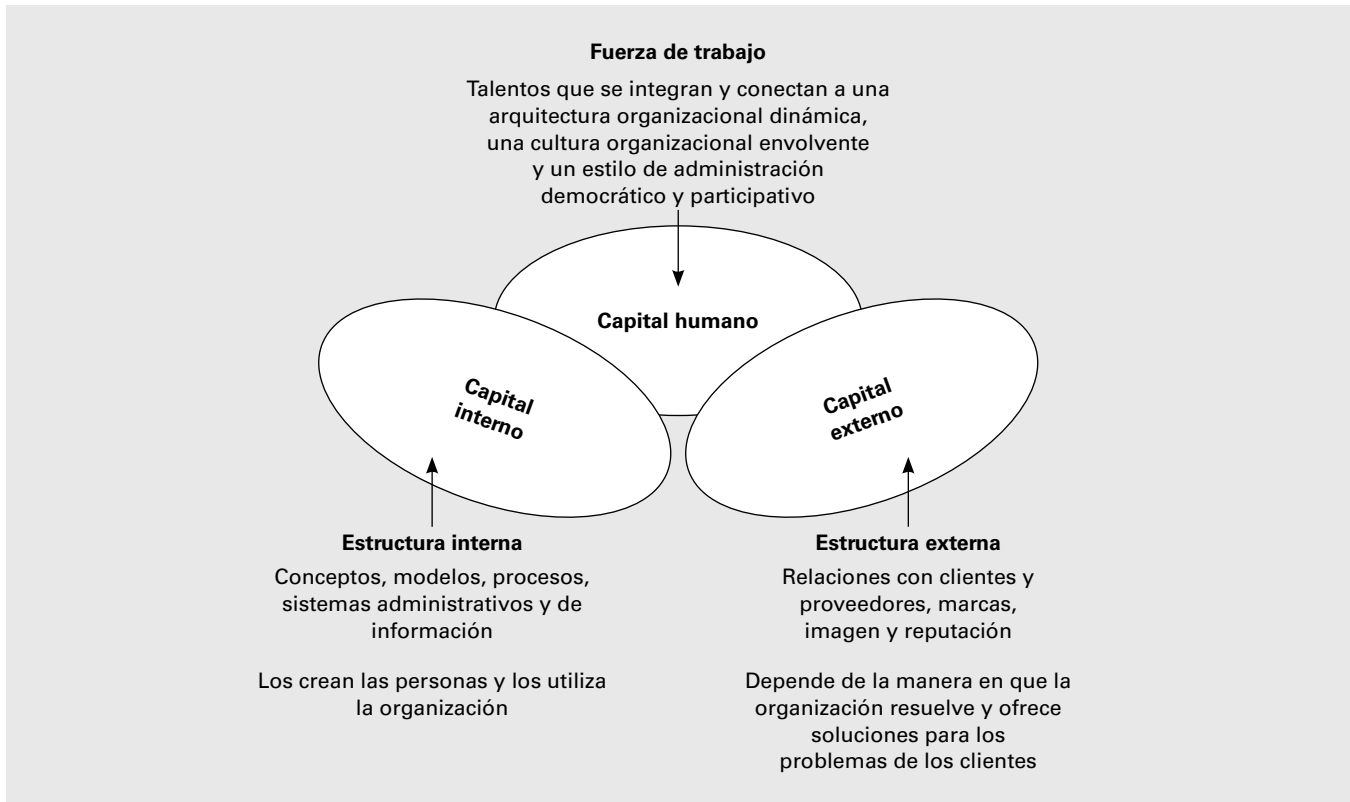 Fuerza de trabajo
Talentos que se integran y conectan a una
arquitectura organizacional dinámica,
una cultura organizacional envolvente
y un estilo de administración
democrático y participativo
Capital humano
Capital
interno
Capital
externo
Estructura interna
Conceptos, modelos, procesos,
sistemas administrativos y de
información
Los crean las personas y los utiliza
la organización
Estructura externa
Relaciones con clientes y
proveedores, marcas,
imagen y reputación
Depende de la manera en que la
organización resuelve y ofrece
soluciones para los
problemas de los clientes